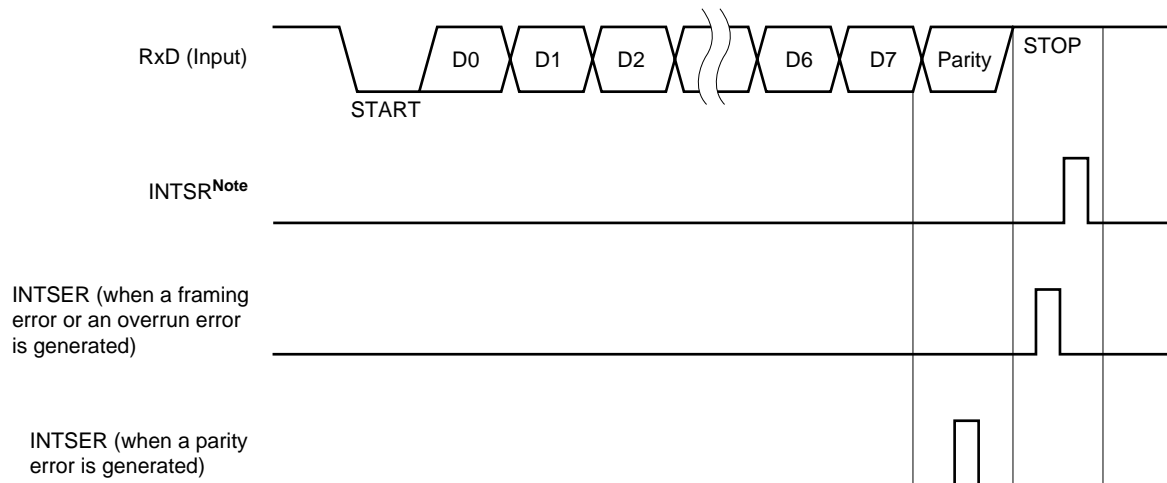 RxD (Input)
D0 D1 D2 D6 D7 Parity STOP
START
INTSRNote
INTSER (when a framing
error or an overrun error
is generated)
INTSER (when a parity
error is generated)